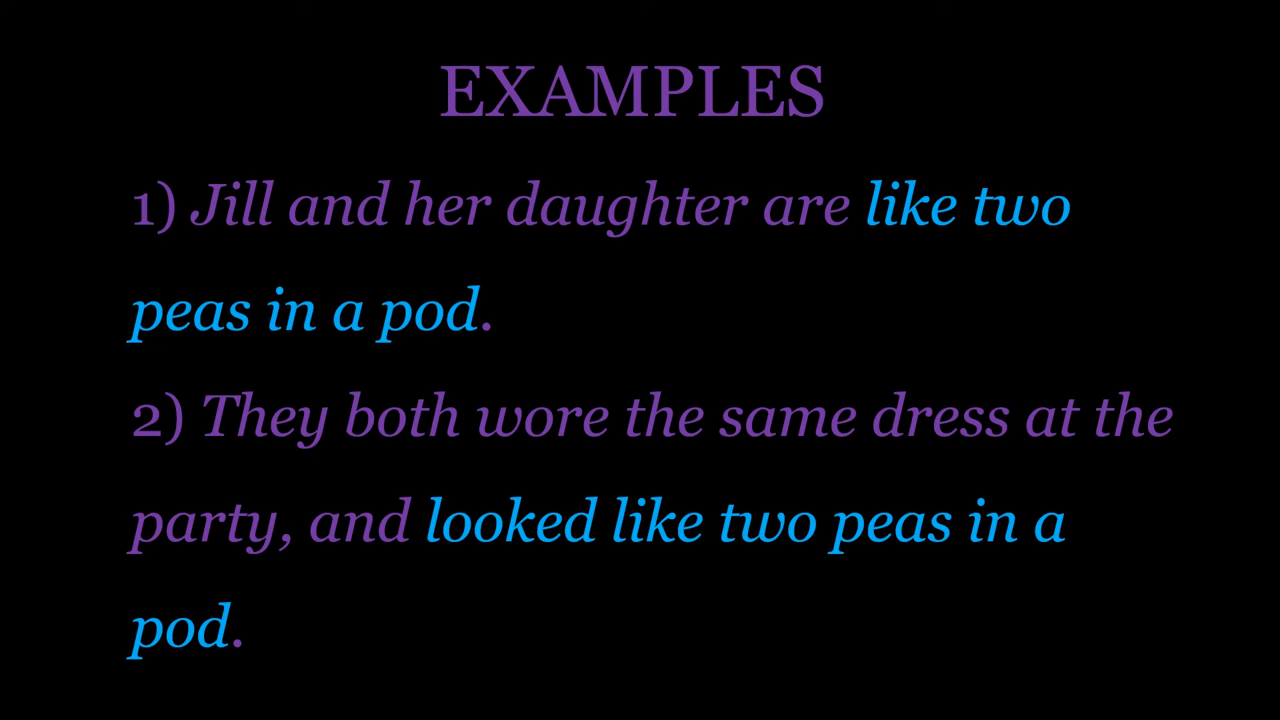 EXAMPLES
1) Jill and her daughter are like two
peas in a pod.
2) They both wore the same dress at the
party, and looked like two peas in a
pod.